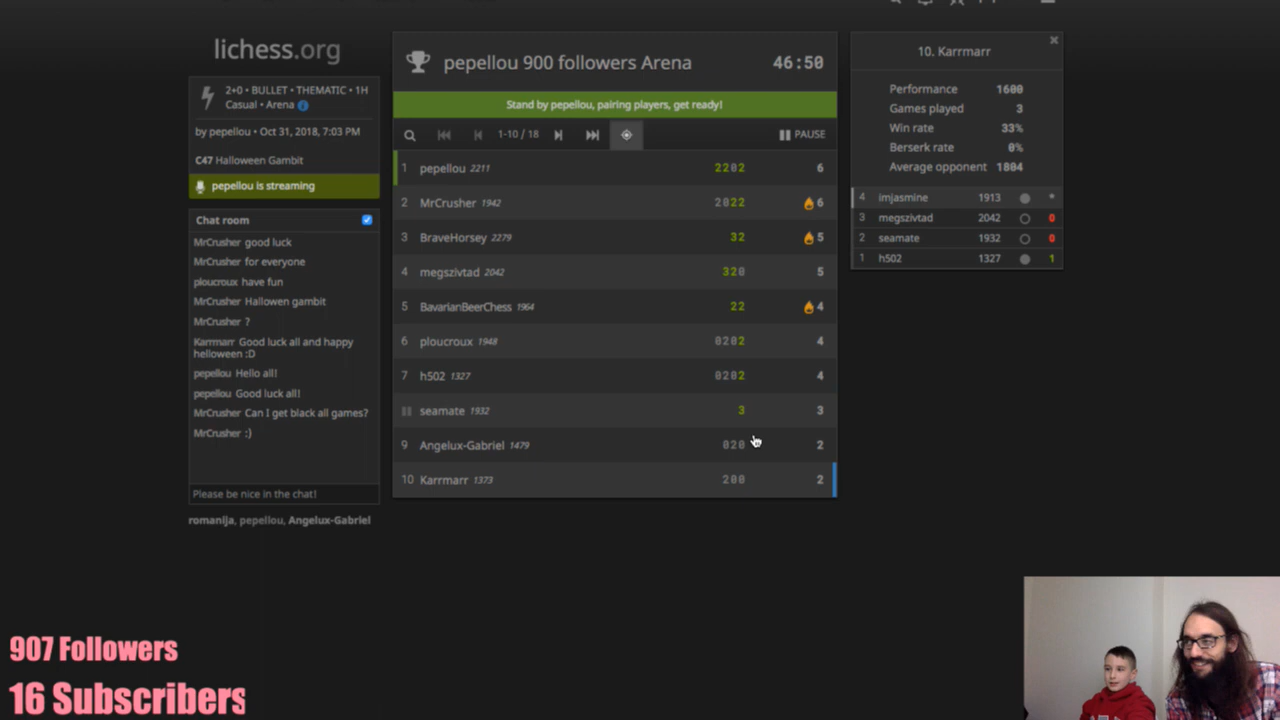 lichess.org
2+0 • BULLET • THEMATIC • 1H
Casual • Arena
by pepellou • Oct 31, 2018, 7:03 PM
C47 Halloween Gambit
pepellou is streaming
Chat room
MrCrusher good luck
MrCrusher for everyone
ploucroux have fun
MrCrusher Hallowen gambit
MrCrusher ?
Karrmarr Good luck all and happy
helloween :D
pepellou Hello all!
pepellou Good luck all!
MrCrusher Can I get black all games?
MrCrusher :)
Please be nice in the chat!
romanija, pepellou, Angelux-Gabriel
pepellou 900 followers Arena 46:50
Stand by pepellou, pairing players, get ready!
1-10 / 18 PAUSE
1 pepellou 2211 2202 6
2 MrCrusher 1942 2022 6
3 BraveHorsey 2279 32 5
4 megszivtad 2042 320 5
5 BavarianBeerChess 1964 22 4
6 ploucroux 1948 0202 4
7 h502 1327 0202 4
seamate 1932 3 3
9 Angelux-Gabriel 1479 020 2
10 Karrmarr 1373 200 2
10. Karrmarr
Performance 1600
Games played 3
Win rate 33%
Berserk rate 0%
Average opponent 1804
4 imjasmine 1913 *
3 megszivtad 2042 0
2 seamate 1932 0
1 h502 1327 1
907 Followers
16 Subscribers